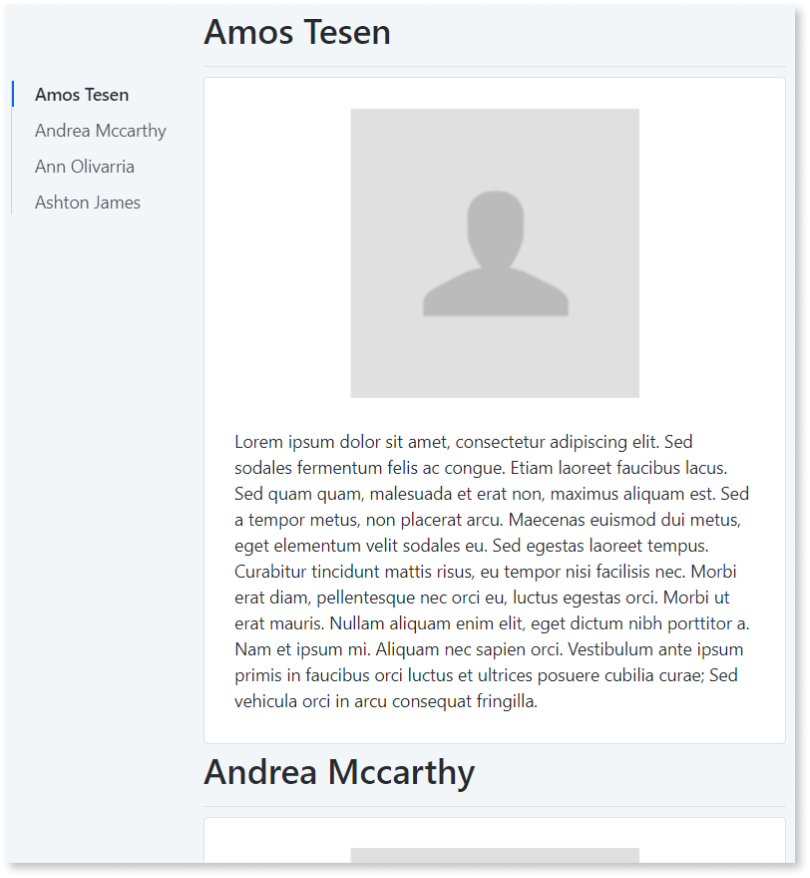 Amos Tesen
Amos Tesen
Andrea Mccarthy
Ann Olivarria
Ashton James
Lorem ipsum dolor sit amet, consectetur adipiscing elit. Sed
sodales fermentum felis ac congue. Etiam laoreet faucibus lacus.
Sed quam quam, malesuada et erat non, maximus aliquam est. Sed
a tempor metus, non placerat arcu. Maecenas euismod dui metus,
eget elementum velit sodales eu. Sed egestas laoreet tempus.
Curabitur tincidunt mattis risus, eu tempor nisi facilisis nec. Morbi
erat diam, pellentesque nec orci eu, luctus egestas orci. Morbi ut
erat mauris. Nullam aliquam enim elit, eget dictum nibh porttitor a.
Nam et ipsum mi. Aliquam nec sapien orci. Vestibulum ante ipsum
primis in faucibus orci luctus et ultrices posuere cubilia curae; Sed
vehicula orci in arcu consequat fringilla.
Andrea Mccarthy